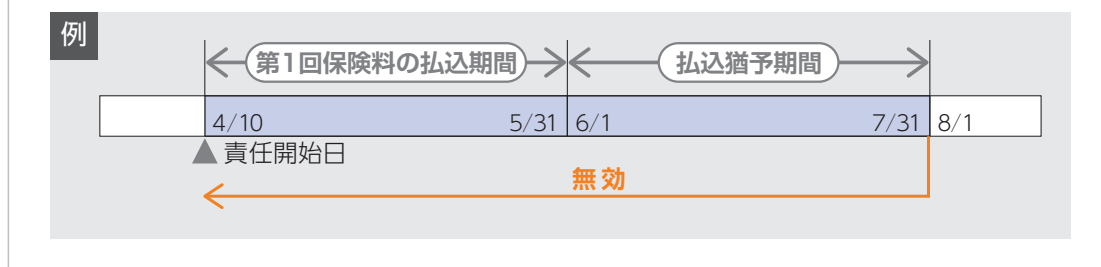 例
第1回保険料の払込期間 払込猶予期間
4/10 5/31 6/1 7/31 8/1
責任開始日
無効